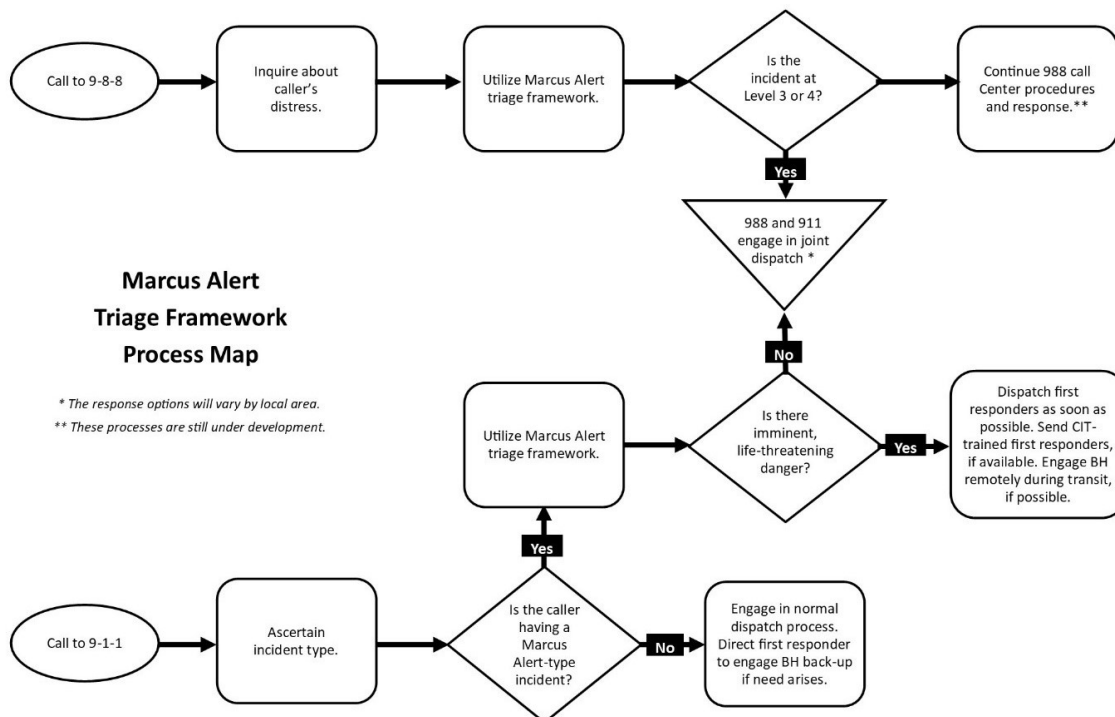 Call to 9-8-8
Inquire about
caller's
distress.
Utilize Marcus Alert
triage framework.
Is the
incident at
Level 3 or 4?
Continue 988 call
Center procedures
and response.**
Yes
988 and 911
engage in joint
dispatch *
Marcus Alert
Triage Framework
Process Map
* The response options will vary by local area.
** These processes are still under development.
No
Utilize Marcus Alert
triage framework.
Is there
imminent,
life-threatening
danger?
Yes
Dispatch first
responders as soon as
possible. Send CIT-
trained first responders,
if available. Engage BH
remotely during transit,
if possible.
Yes
Call to 9-1-1
Ascertain
incident type.
Is the caller
having a
Marcus
Alert-type
incident?
No
Engage in normal
dispatch process.
Direct first responder
to engage BH back-up
if need arises.